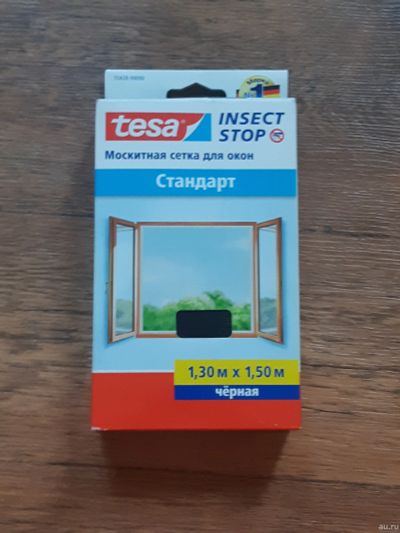 tesa
INSECT
STOP
Москитная сетка для окон
Стандарт
1,30 м x 1,50 м
чёрная
au.ru